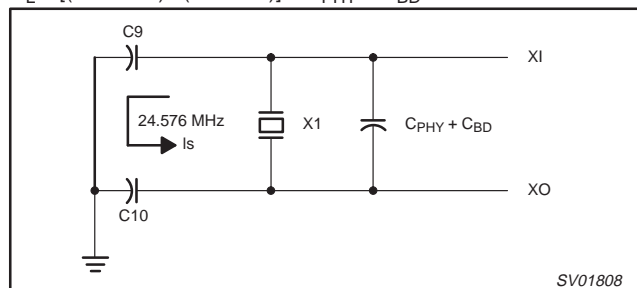 C9
XI
24.576 MHz
Is
X1
CPHY + CBD
XO
C10
SV01808